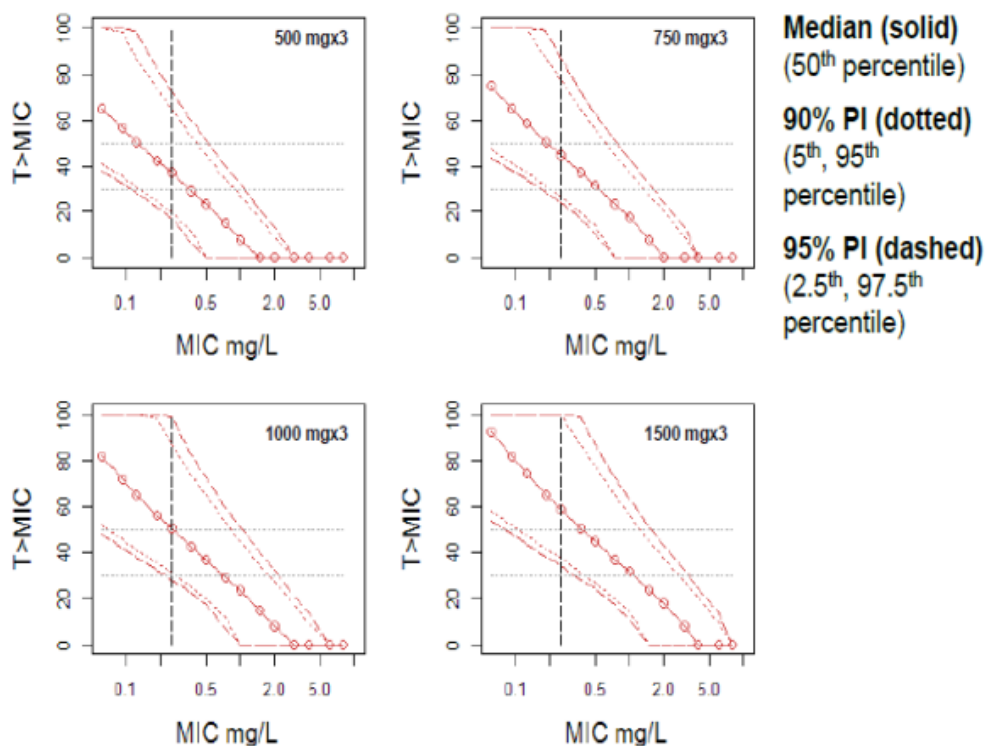 500 mgx3
T>MIC
100
80
60
40
20
0
0.1 0.5 2.0 5.0
MIC mg/L
750 mgx3
T>MIC
100
80
60
40
20
0
0.1 0.5 2.0 5.0
MIC mg/L
Median (solid)
(50th percentile)
90% PI (dotted)
(5th, 95th
percentile)
95% PI (dashed)
(2.5th, 97.5th
percentile)
1000 mgx3
T>MIC
100
80
60
40
20
0
0.1 0.5 2.0 5.0
MIC mg/L
1500 mgx3
T>MIC
100
80
60
40
20
0
0.1 0.5 2.0 5.0
MIC mg/L